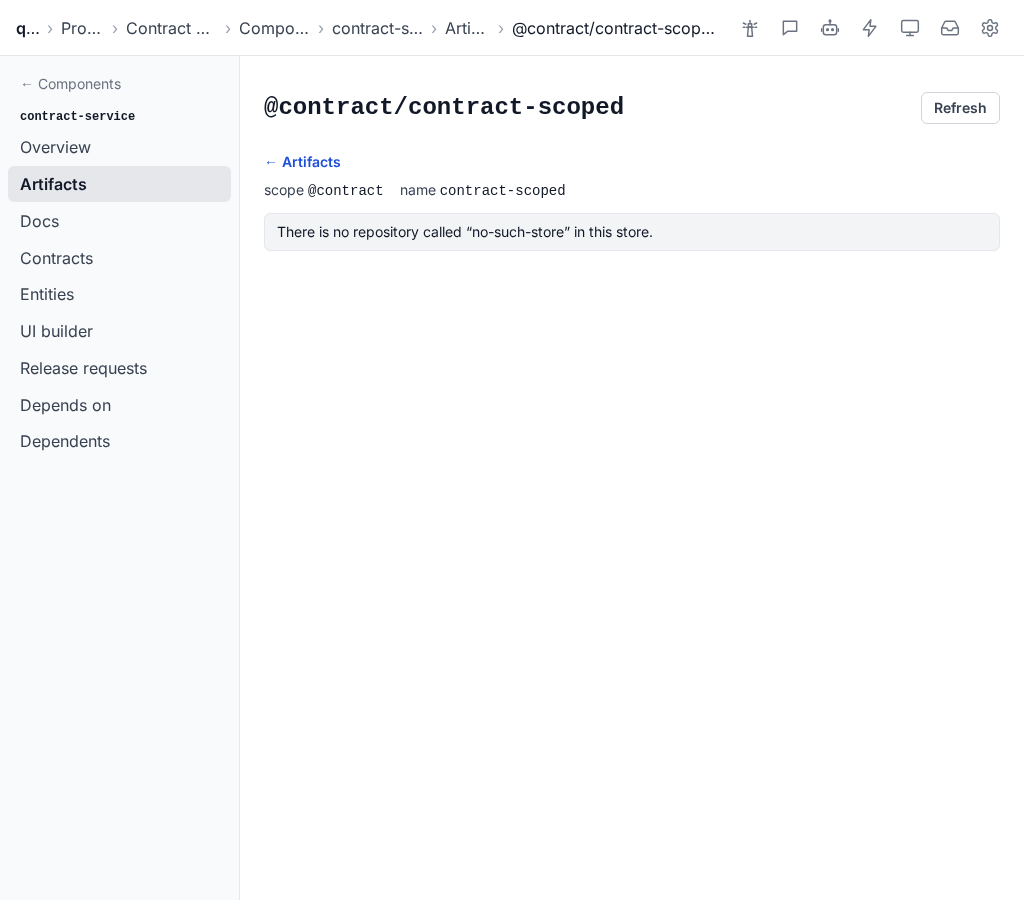 q… › Pro… › Contract … › Compo… › contract-s… › Arti… › @contract/contract-scop…
← Components
contract-service
Overview
Artifacts
Docs
Contracts
Entities
UI builder
Release requests
Depends on
Dependents
@contract/contract-scoped
Refresh
← Artifacts
scope @contract name contract-scoped
There is no repository called “no-such-store” in this store.